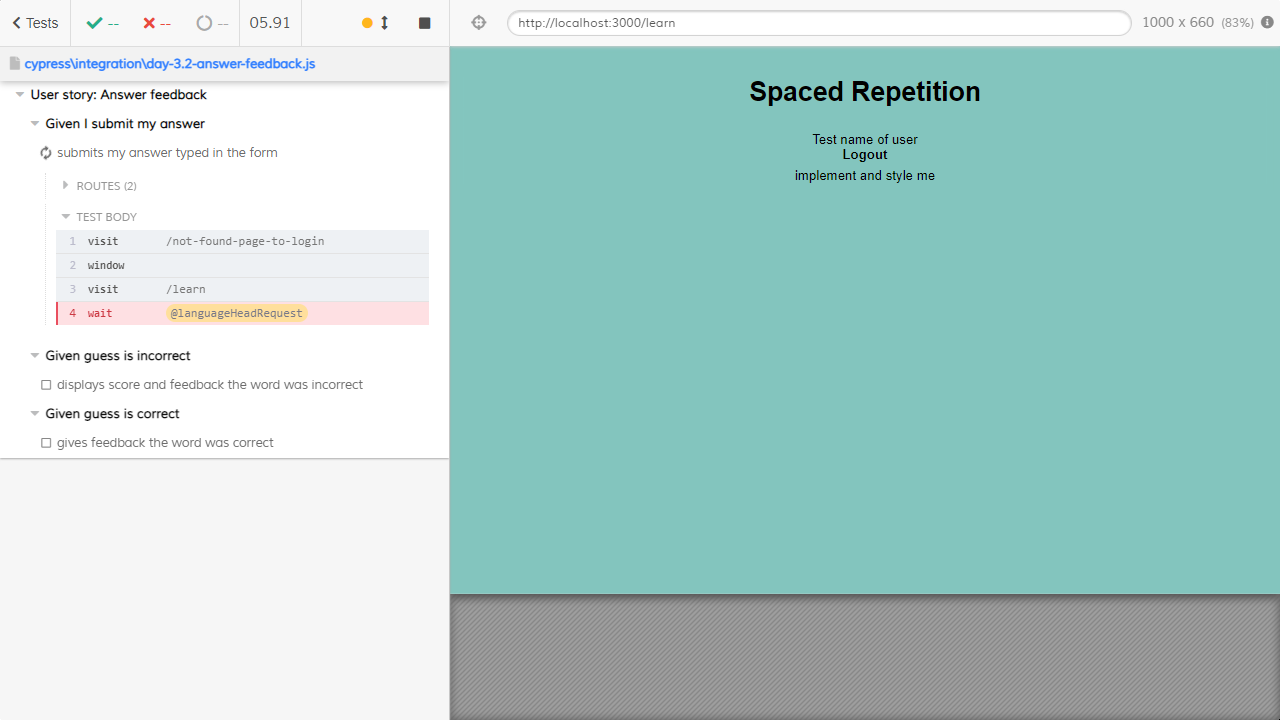 Tests -- -- -- 05.91
http://localhost:3000/learn 1000 x 660 (83%)
cypress\integration\day-3.2-answer-feedback.js
User story: Answer feedback
Given I submit my answer
submits my answer typed in the form
ROUTES (2)
TEST BODY
1 visit /not-found-page-to-login
2 window
3 visit /learn
4 wait @languageHeadRequest
Given guess is incorrect
displays score and feedback the word was incorrect
Given guess is correct
gives feedback the word was correct
Spaced Repetition
Test name of user
Logout
implement and style me